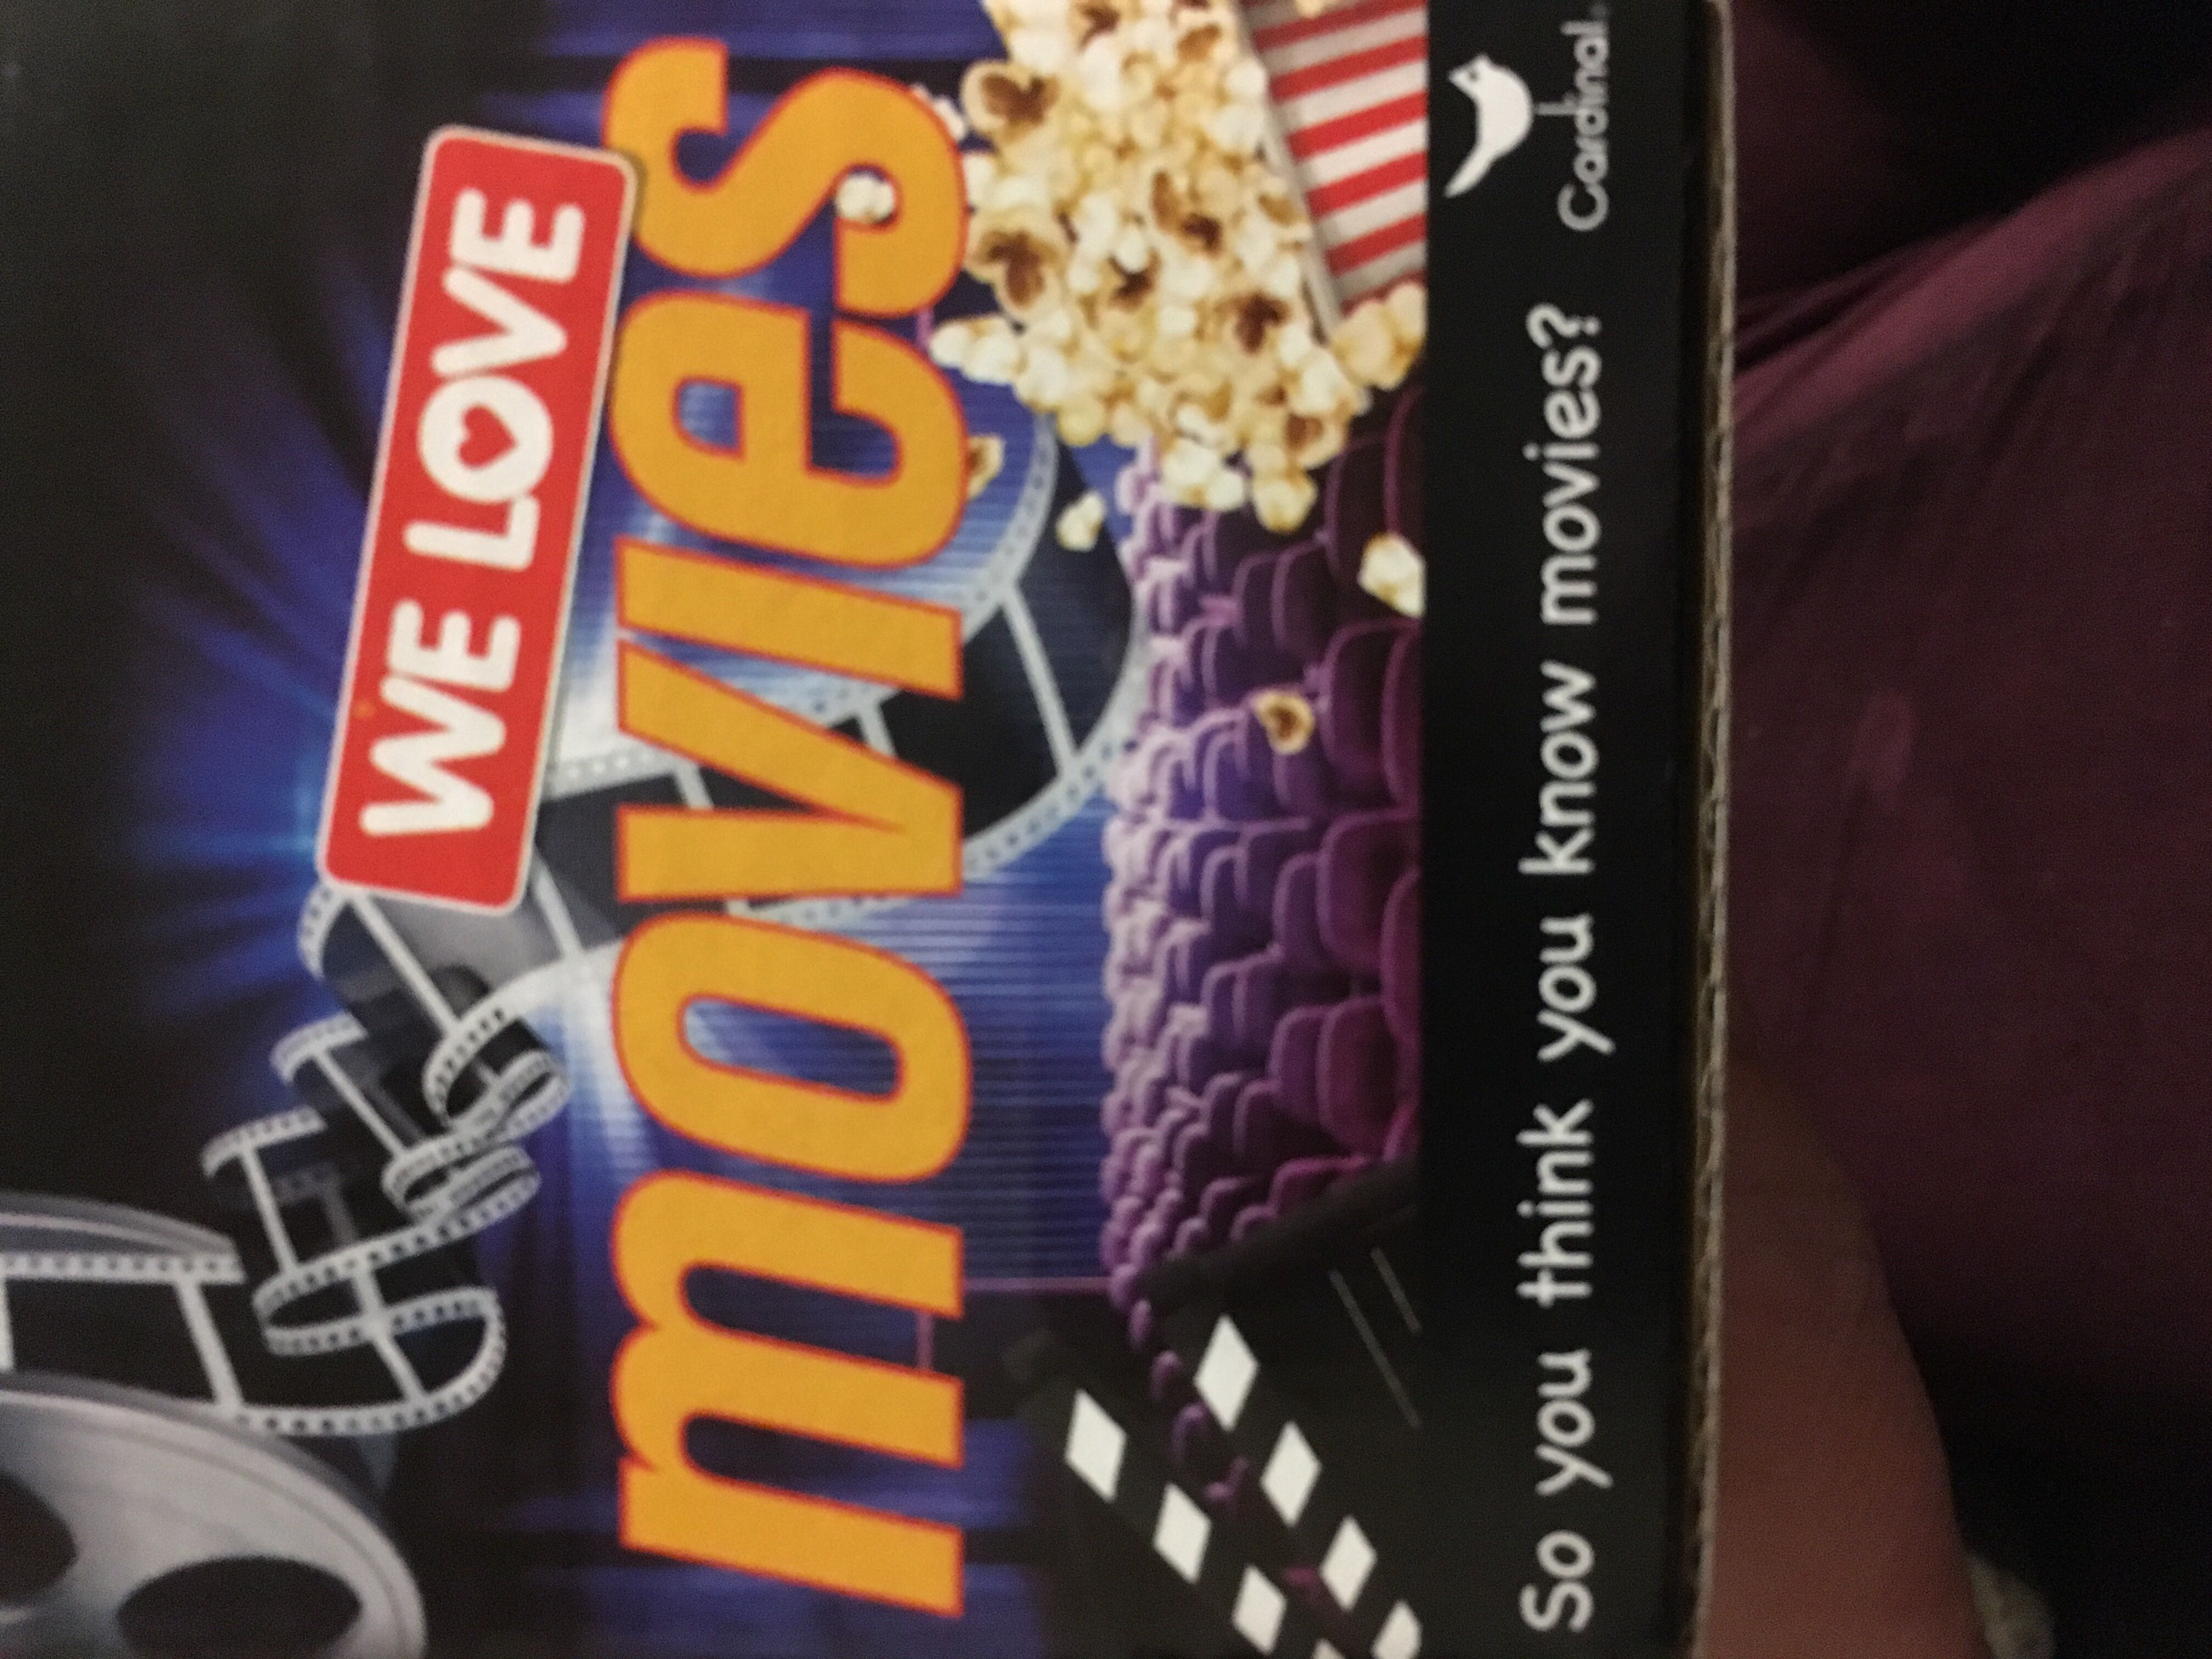 WE LOVE
movies
So you think you know movies?
Cardinal